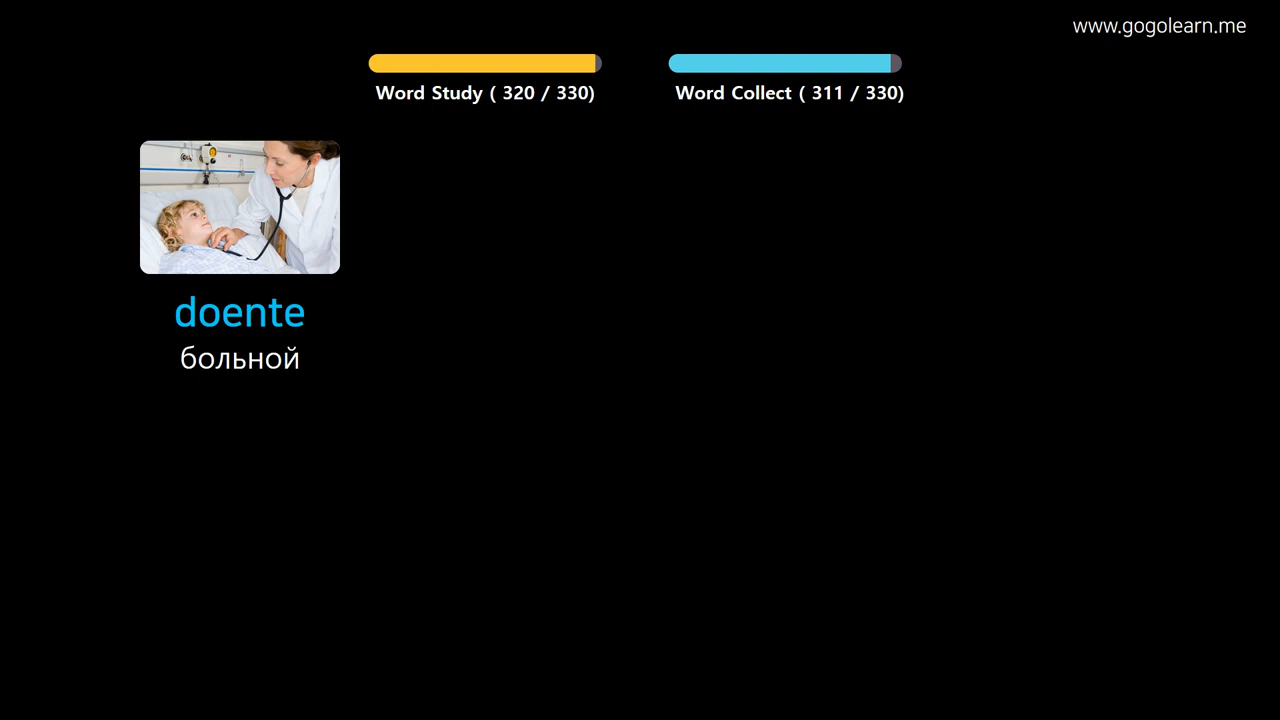 www.gogolearn.me
Word Study ( 320 / 330)
Word Collect ( 311 / 330)
doente
больной